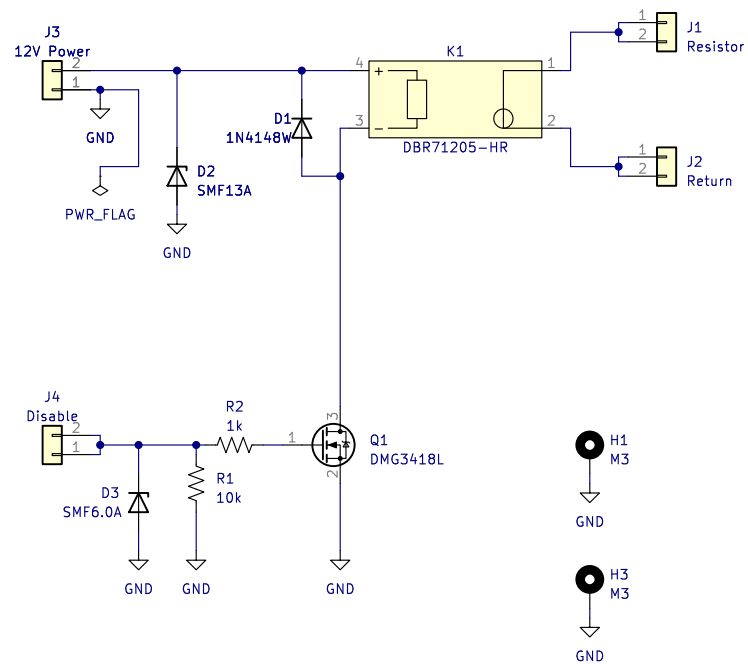 J3
12V Power
2
1
GND
PWR_FLAG
D2
SMF13A
GND
D1
1N4148W
K1
4
+
3
−
1
2
DBR71205-HR
1
2
J1
Resistor
1
2
J2
Return
J4
Disable
2
1
D3
SMF6.0A
GND
R1
10k
GND
R2
1k
1
3
2
Q1
DMG3418L
GND
H1
M3
GND
H3
M3
GND